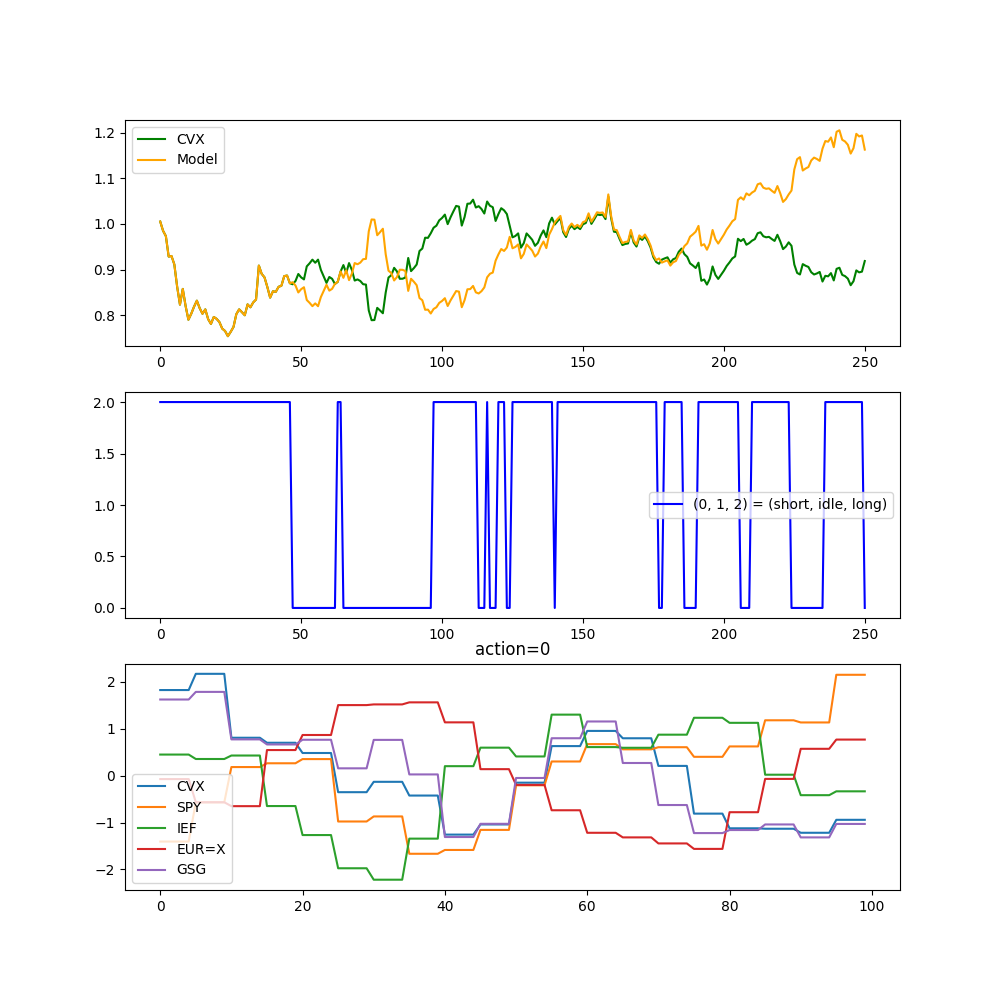 1.2
1.1
1.0
0.9
0.8
CVX
Model
0 50 100 150 200 250
2.0
1.5
1.0
0.5
0.0
(0, 1, 2) = (short, idle, long)
0 50 100 150 200 250
action=0
2
1
0
−1
−2
CVX
SPY
IEF
EUR=X
GSG
0 20 40 60 80 100